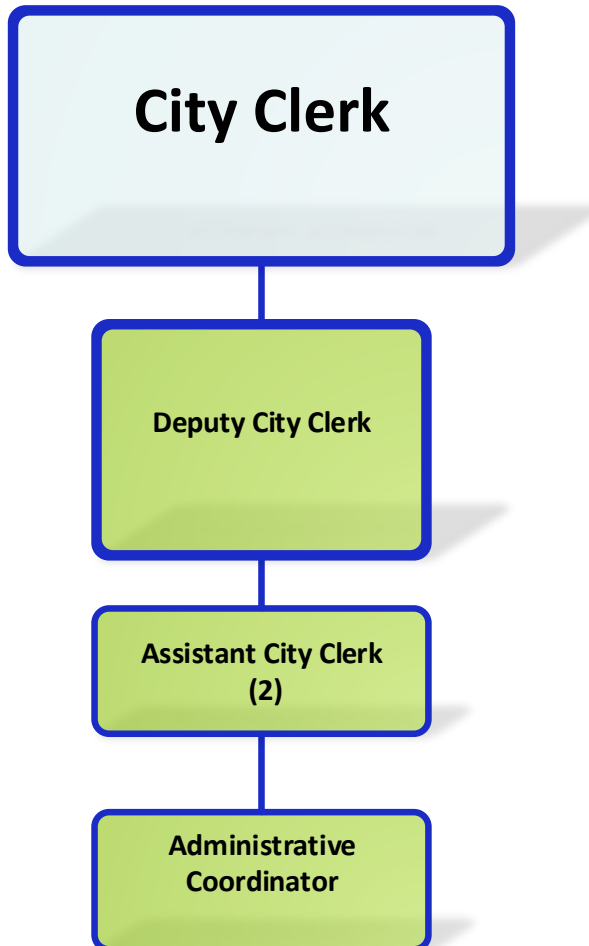 City Clerk
Deputy City Clerk
Assistant City Clerk
(2)
Administrative
Coordinator